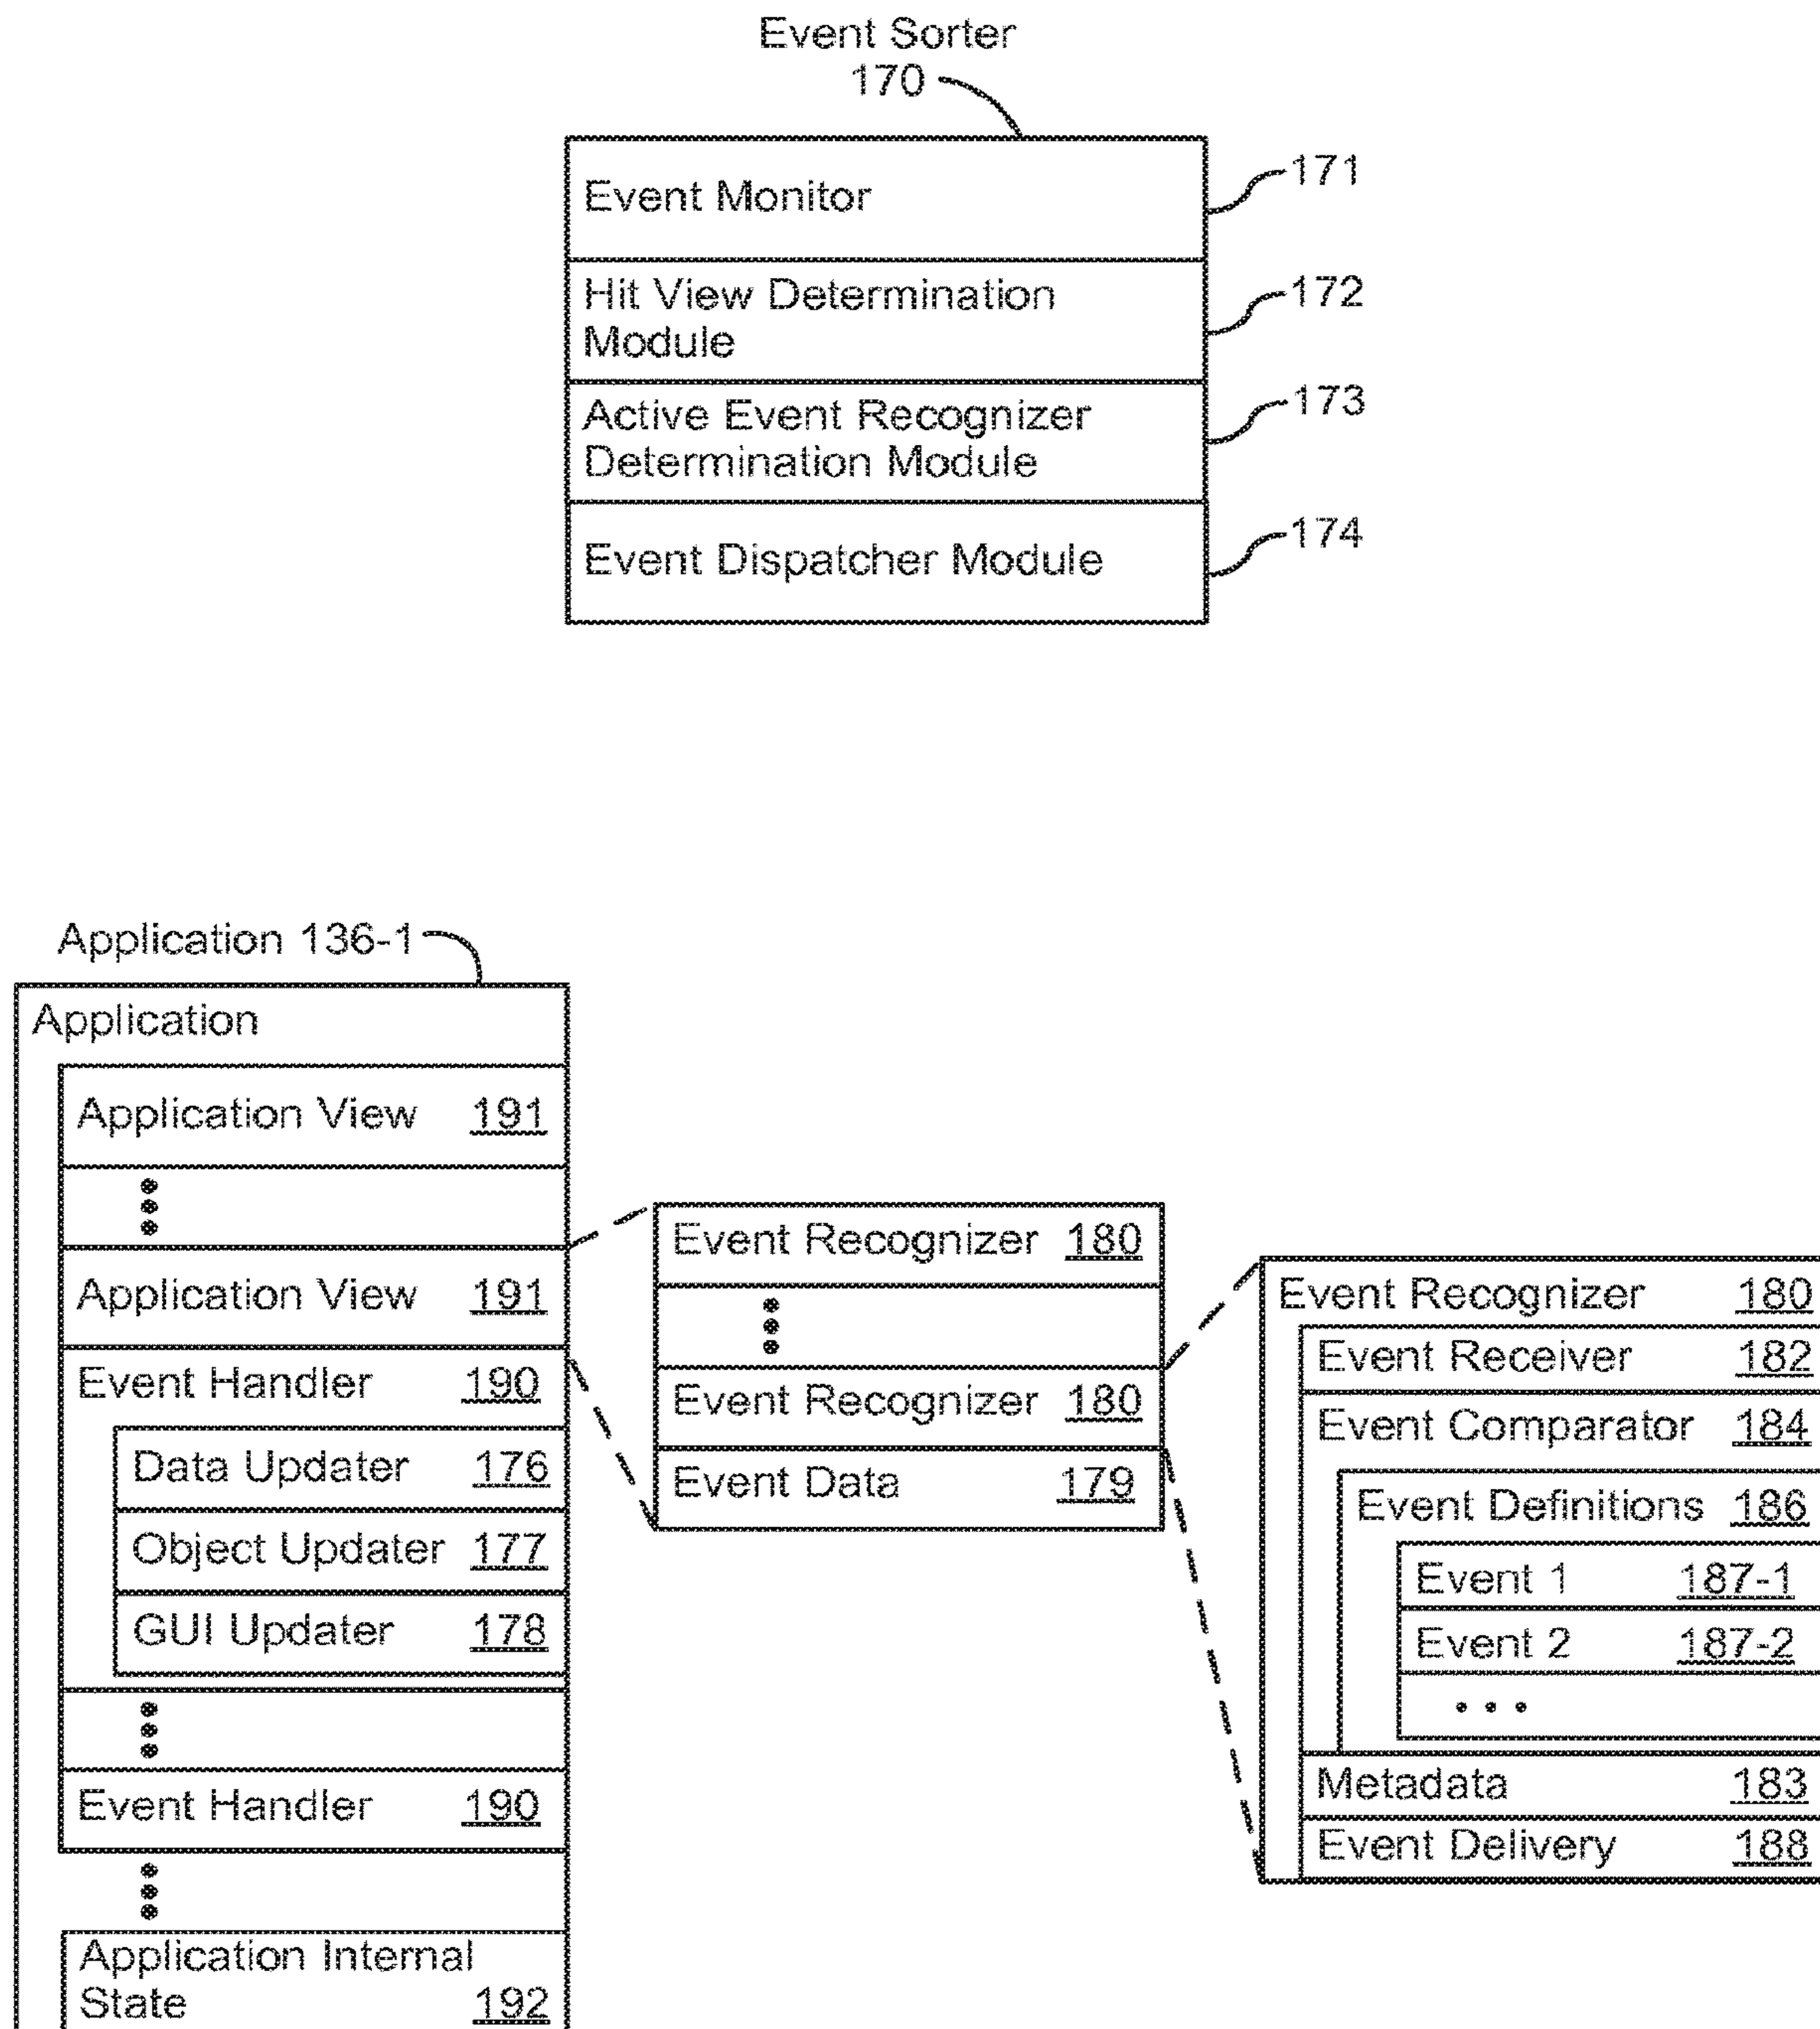 Event Sorter
170
Event Monitor
171
Hit View Determination
Module
172
Active Event Recognizer
Determination Module
173
Event Dispatcher Module
174
Application 136-1
Application
Application View 191
Application View 191
Event Handler 190
Data Updater 176
Object Updater 177
GUI Updater 178
Event Handler 190
Application Internal
State 192
Event Recognizer 180
Event Recognizer 180
Event Data 179
Event Recognizer 180
Event Receiver 182
Event Comparator 184
Event Definitions 186
Event 1 187-1
Event 2 187-2
• • •
Metadata 183
Event Delivery 188